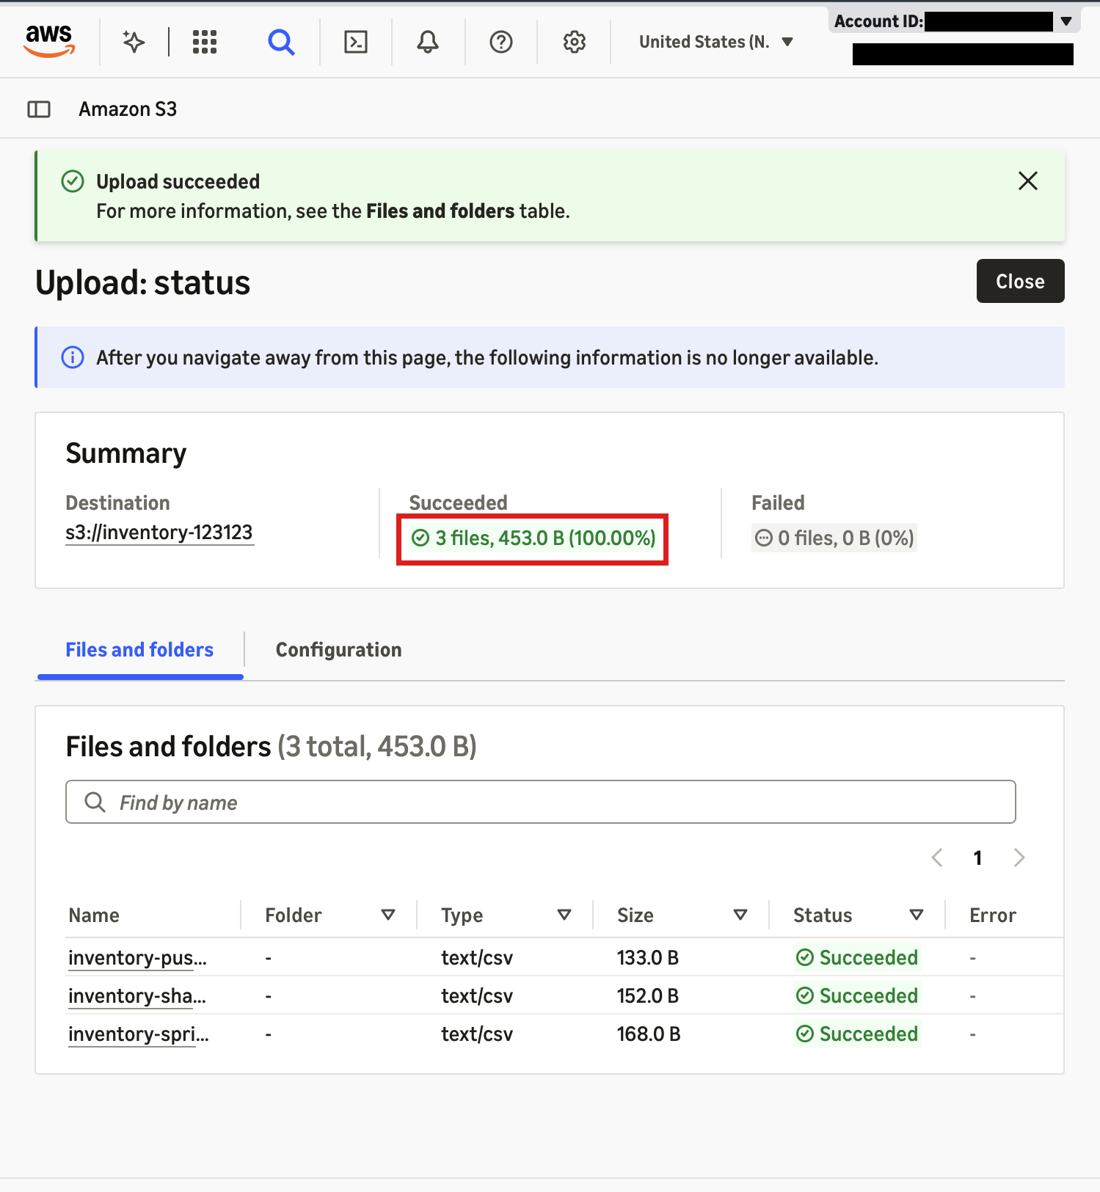 aws
United States (N. ▼
Account ID:
Amazon S3
Upload succeeded
For more information, see the Files and folders table.
Upload: status
Close
After you navigate away from this page, the following information is no longer available.
Summary
Destination
s3://inventory-123123
Succeeded
3 files, 453.0 B (100.00%)
Failed
0 files, 0 B (0%)
Files and folders
Configuration
Files and folders (3 total, 453.0 B)
Find by name
1
Name Folder Type Size Status Error
inventory-pus... - text/csv 133.0 B Succeeded -
inventory-sha... - text/csv 152.0 B Succeeded -
inventory-spri... - text/csv 168.0 B Succeeded -